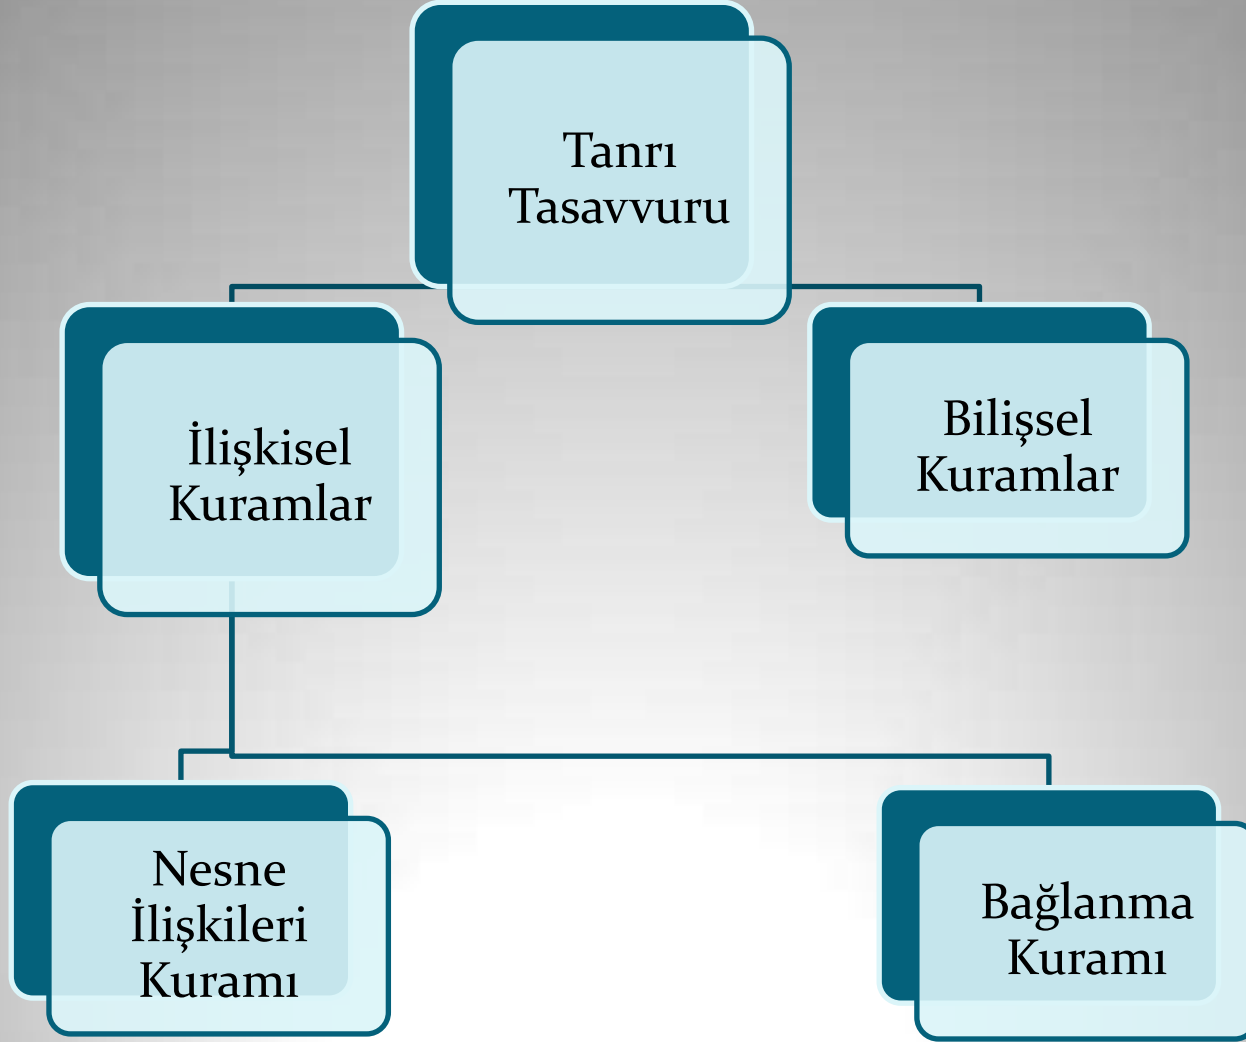 Tanrı
Tasavvuru
İlişkisel
Kuramlar
Bilişsel
Kuramlar
Nesne
İlişkileri
Kuramı
Bağlanma
Kuramı